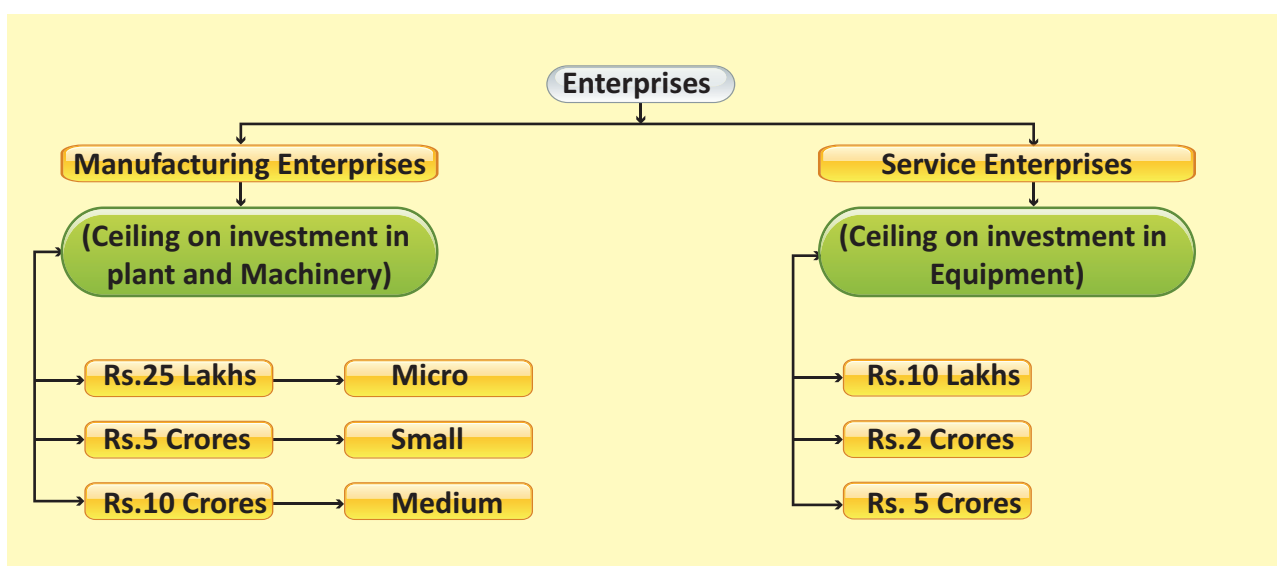 Enterprises
Manufacturing Enterprises
(Ceiling on investment in
plant and Machinery)
Rs.25 Lakhs
Micro
Rs.5 Crores
Small
Rs.10 Crores
Medium
Service Enterprises
(Ceiling on investment in
Equipment)
Rs.10 Lakhs
Rs.2 Crores
Rs. 5 Crores